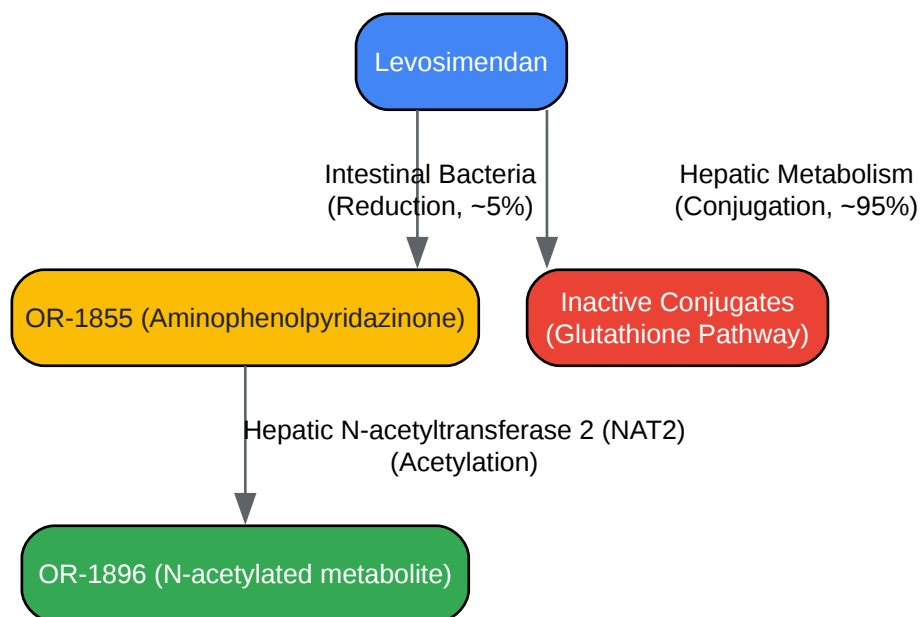 Levosimendan
Intestinal Bacteria
(Reduction, ~5%)
Hepatic Metabolism
(Conjugation, ~95%)
OR-1855 (Aminophenolpyridazinone)
Inactive Conjugates
(Glutathione Pathway)
Hepatic N-acetyltransferase 2 (NAT2)
(Acetylation)
OR-1896 (N-acetylated metabolite)